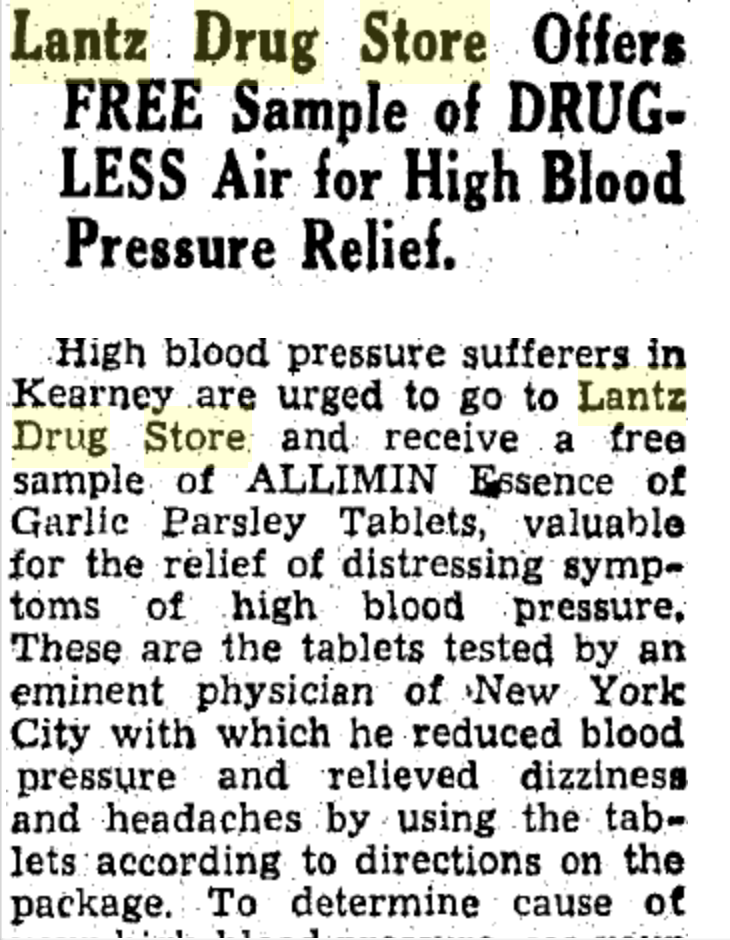 Lantz Drug Store Offers
FREE Sample of DRUG-
LESS Air for High Blood
Pressure Relief.
High blood pressure sufferers in
Kearney are urged to go to Lantz
Drug Store and receive a free
sample of ALLIMIN Essence of
Garlic Parsley Tablets, valuable
for the relief of distressing symp-
toms of high blood pressure.
These are the tablets tested by an
eminent physician of New York
City with which he reduced blood
pressure and relieved dizziness
and headaches by using the tab-
lets according to directions on the
package. To determine cause of